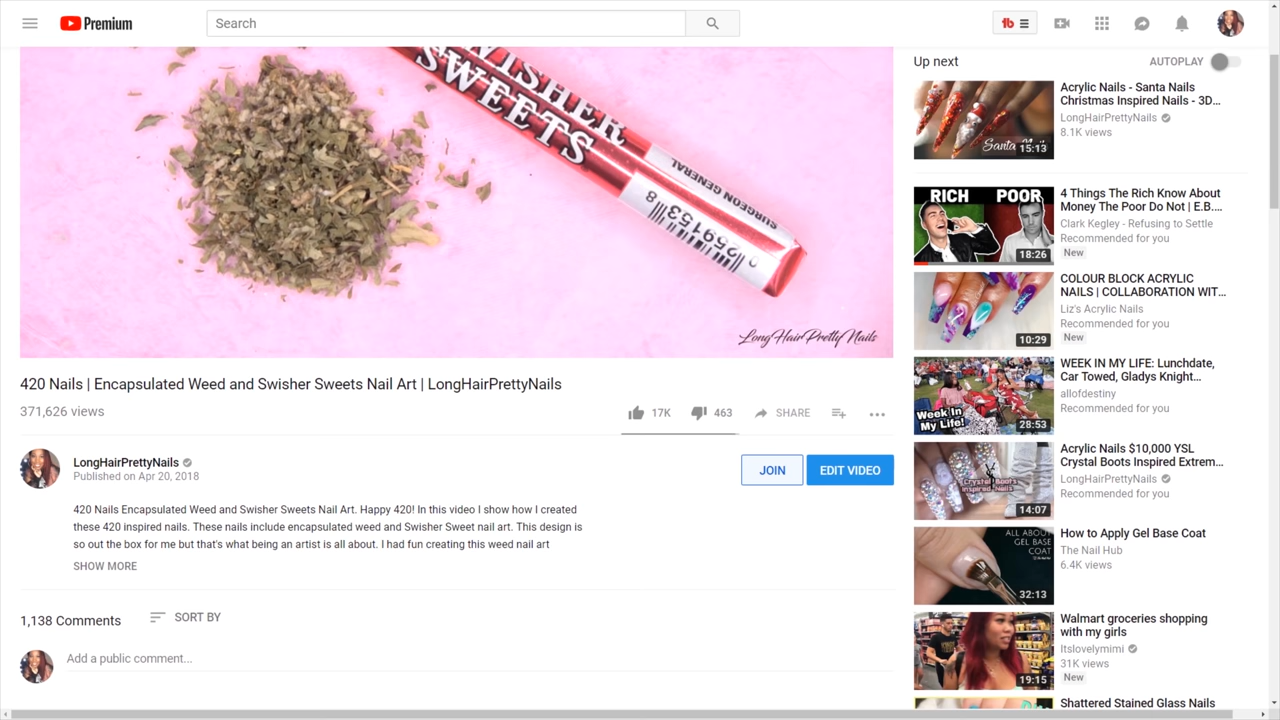 Premium
Search
WISHER
SWEETS
SURGEON GENERAL
8
25915 3
LongHairPrettyNails
420 Nails | Encapsulated Weed and Swisher Sweets Nail Art | LongHairPrettyNails
371,626 views
17K
463
SHARE
LongHairPrettyNails
Published on Apr 20, 2018
JOIN
EDIT VIDEO
420 Nails Encapsulated Weed and Swisher Sweets Nail Art. Happy 420! In this video I show how I created
these 420 inspired nails. These nails include encapsulated weed and Swisher Sweet nail art. This design is
so out the box for me but that's what being an artist is all about. I had fun creating this weed nail art
SHOW MORE
1,138 Comments
SORT BY
Add a public comment...
Up next
AUTOPLAY
Santa Nails
15:13
Acrylic Nails - Santa Nails
Christmas Inspired Nails - 3D...
LongHairPrettyNails
8.1K views
RICH
POOR
18:26
4 Things The Rich Know About
Money The Poor Do Not | E.B....
Clark Kegley - Refusing to Settle
Recommended for you
New
10:29
COLOUR BLOCK ACRYLIC
NAILS | COLLABORATION WIT...
Liz's Acrylic Nails
Recommended for you
New
Week In
My Life!
28:53
WEEK IN MY LIFE: Lunchdate,
Car Towed, Gladys Knight...
allofdestiny
Recommended for you
Crystal Boots
Inspired Nails
14:07
Acrylic Nails $10,000 YSL
Crystal Boots Inspired Extrem...
LongHairPrettyNails
Recommended for you
ALL ABOUT
GEL BASE
COAT
32:13
How to Apply Gel Base Coat
The Nail Hub
6.4K views
19:15
Walmart groceries shopping
with my girls
Itslovelymimi
31K views
New
Shattered Stained Glass Nails